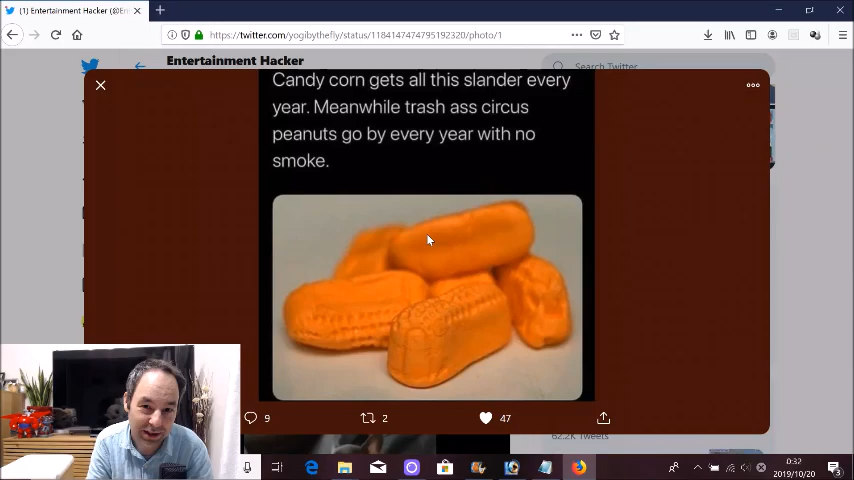 (1) Entertainment Hacker (@En
https://twitter.com/yogibythefly/status/1184147474795192320/photo/1
Entertainment Hacker
Search Twitter
Candy corn gets all this slander every
year. Meanwhile trash ass circus
peanuts go by every year with no
smoke.
9
2
47
62.2K Tweets
0:32
2019/10/20
3